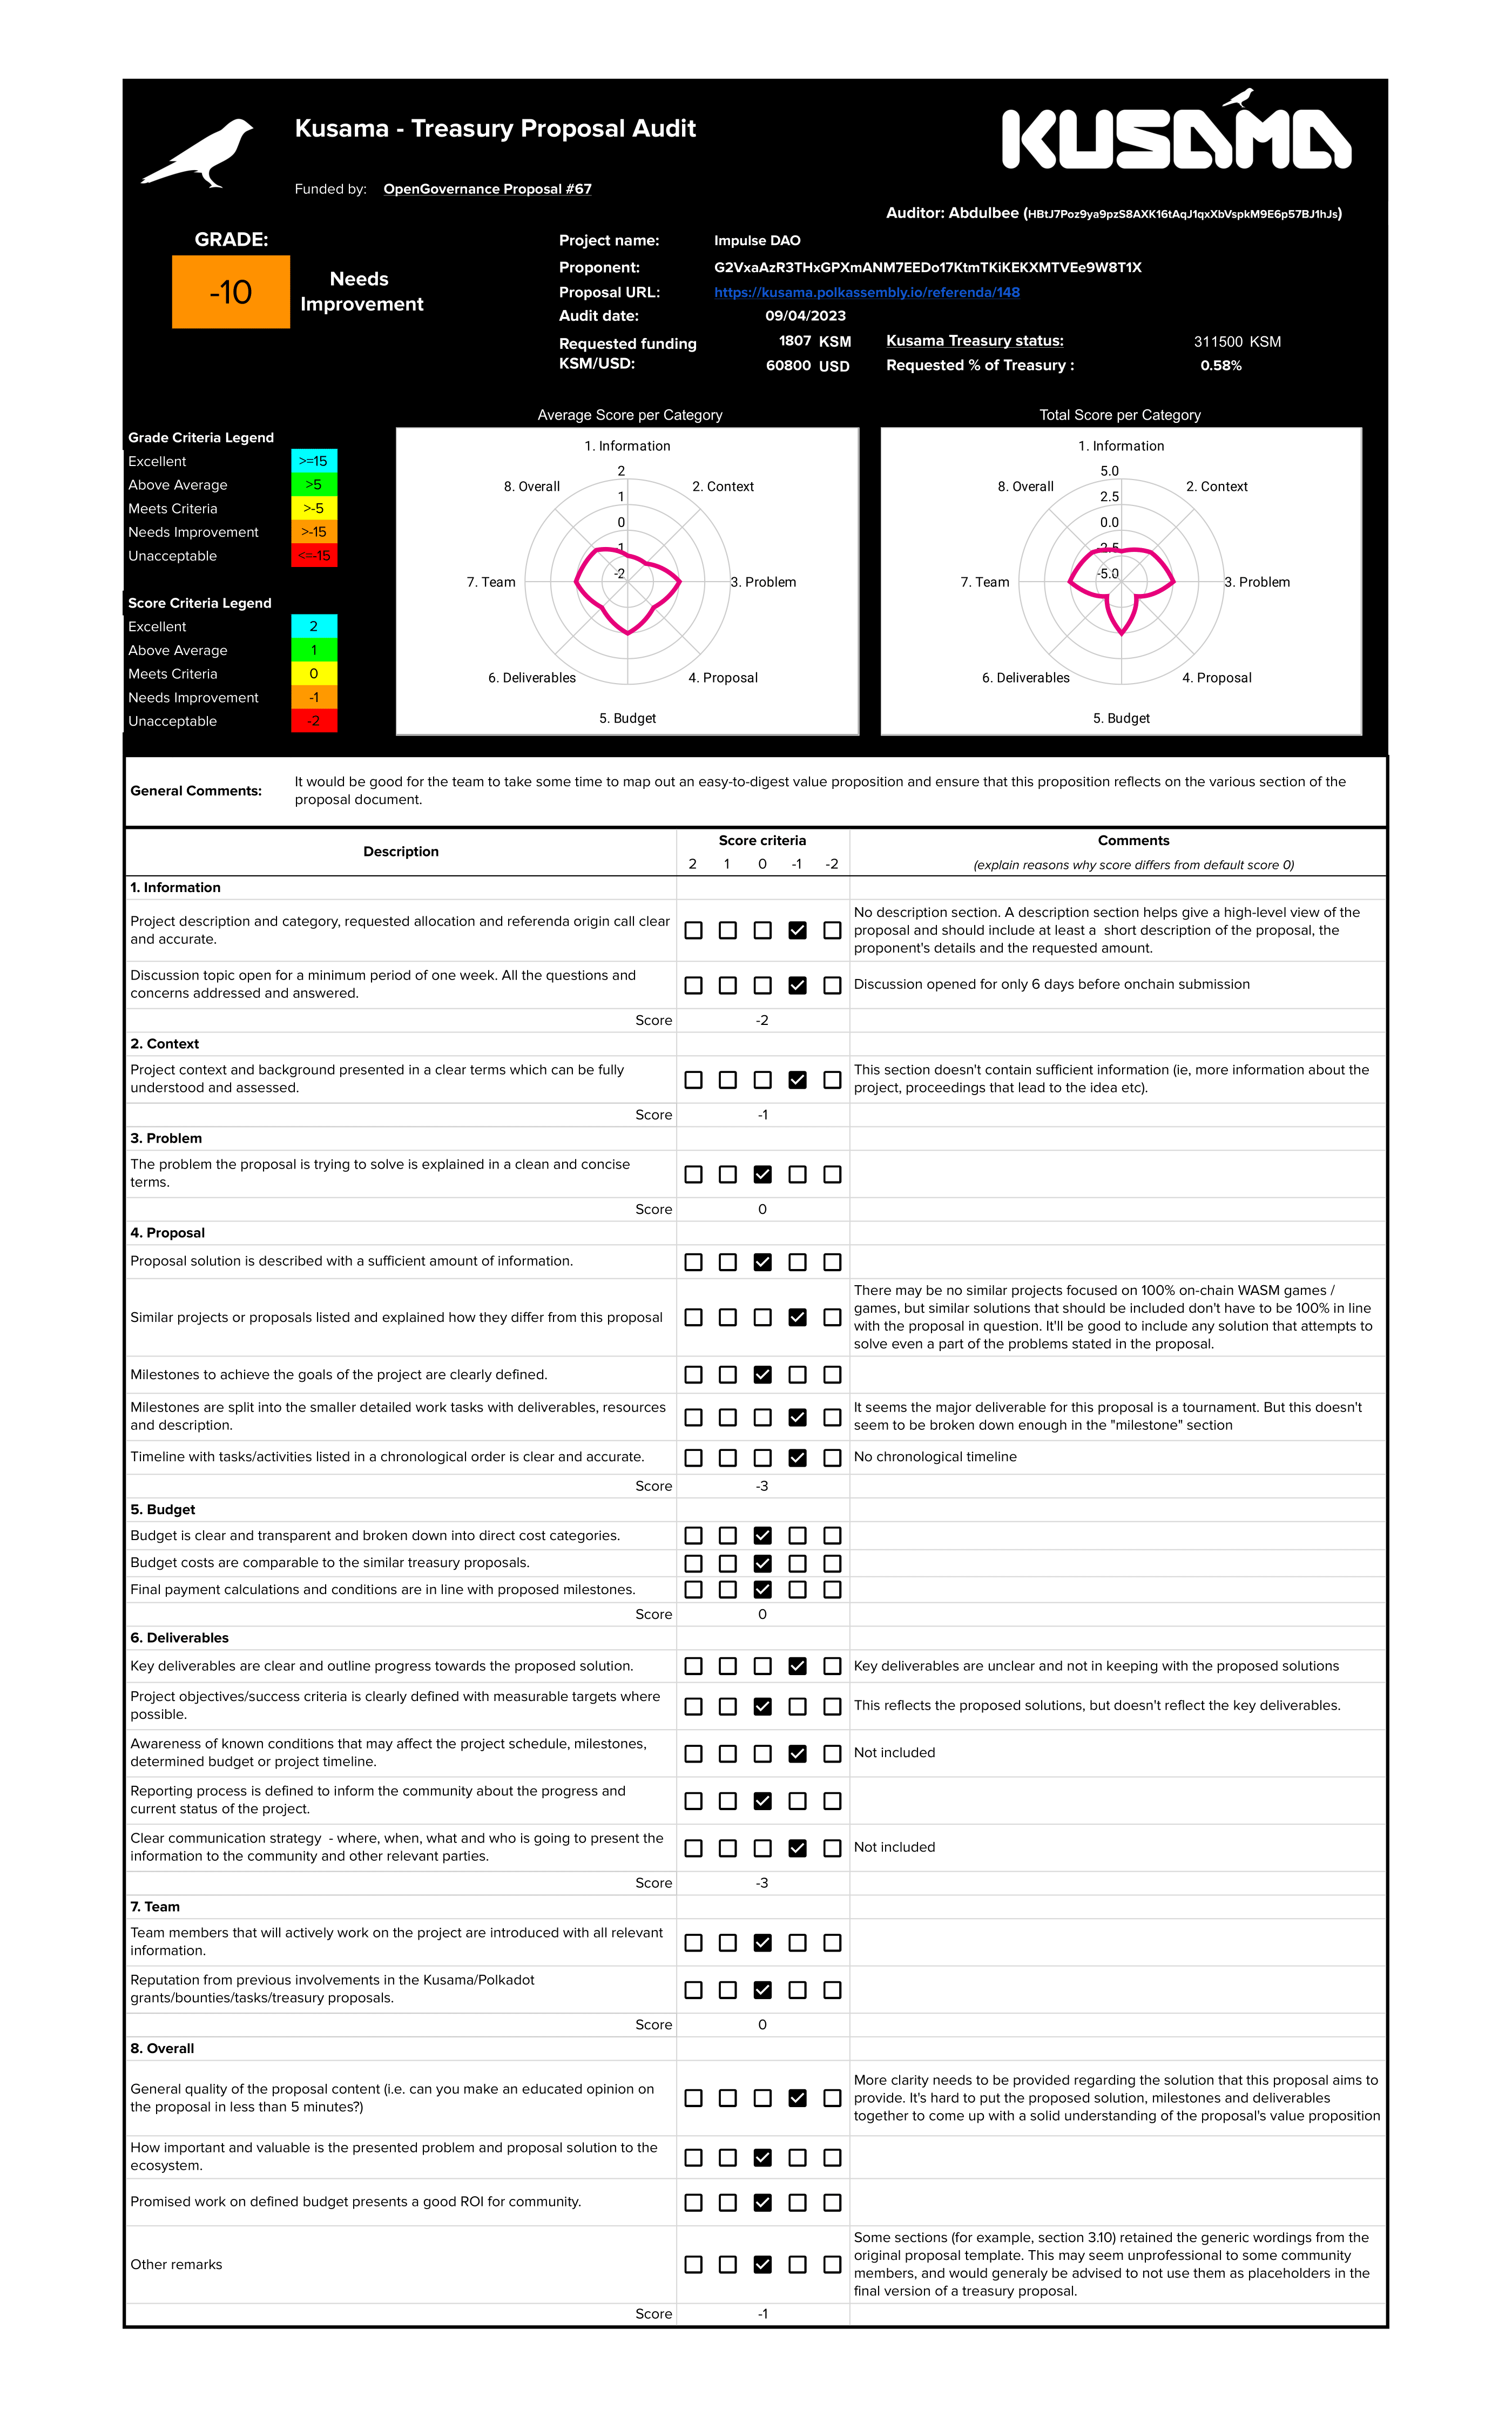 Kusama - Treasury Proposal Audit
KUSAMA
Funded by: OpenGovernance Proposal #67
Auditor: Abdulbee (HBtJ7Poz9ya9pzS8AXK16tAqJ1qxXbVspkM9E6p57BJ1hJs)
GRADE:
-10
Needs
Improvement
Project name: Impulse DAO
Proponent: G2VxaAzR3THxGPXmANM7EEDo17KtmTKiKEKXMTVEe9W8T1X
Proposal URL: https://kusama.polkassembly.io/referenda/148
Audit date: 09/04/2023
Requested funding
KSM/USD:
1807 KSM
60800 USD
Kusama Treasury status: 311500 KSM
Requested % of Treasury : 0.58%
Grade Criteria Legend
Excellent >=15
Above Average >5
Meets Criteria >-5
Needs Improvement >-15
Unacceptable <=-15
Score Criteria Legend
Excellent 2
Above Average 1
Meets Criteria 0
Needs Improvement -1
Unacceptable -2
Average Score per Category
1. Information
2. Context
3. Problem
4. Proposal
5. Budget
6. Deliverables
7. Team
8. Overall
2
1
0
-1
-2
Total Score per Category
1. Information
2. Context
3. Problem
4. Proposal
5. Budget
6. Deliverables
7. Team
8. Overall
5.0
2.5
0.0
-2.5
-5.0
General Comments:
It would be good for the team to take some time to map out an easy-to-digest value proposition and ensure that this proposition reflects on the various section of the
proposal document.
Description
Score criteria
2 1 0 -1 -2
Comments
(explain reasons why score differs from default score 0)
1. Information
Project description and category, requested allocation and referenda origin call clear
and accurate.
No description section. A description section helps give a high-level view of the
proposal and should include at least a short description of the proposal, the
proponent's details and the requested amount.
Discussion topic open for a minimum period of one week. All the questions and
concerns addressed and answered.
Discussion opened for only 6 days before onchain submission
Score -2
2. Context
Project context and background presented in a clear terms which can be fully
understood and assessed.
This section doesn't contain sufficient information (ie, more information about the
project, proceedings that lead to the idea etc).
Score -1
3. Problem
The problem the proposal is trying to solve is explained in a clean and concise
terms.
Score 0
4. Proposal
Proposal solution is described with a sufficient amount of information.
Similar projects or proposals listed and explained how they differ from this proposal
There may be no similar projects focused on 100% on-chain WASM games /
games, but similar solutions that should be included don't have to be 100% in line
with the proposal in question. It'll be good to include any solution that attempts to
solve even a part of the problems stated in the proposal.
Milestones to achieve the goals of the project are clearly defined.
Milestones are split into the smaller detailed work tasks with deliverables, resources
and description.
It seems the major deliverable for this proposal is a tournament. But this doesn't
seem to be broken down enough in the "milestone" section
Timeline with tasks/activities listed in a chronological order is clear and accurate.
No chronological timeline
Score -3
5. Budget
Budget is clear and transparent and broken down into direct cost categories.
Budget costs are comparable to the similar treasury proposals.
Final payment calculations and conditions are in line with proposed milestones.
Score 0
6. Deliverables
Key deliverables are clear and outline progress towards the proposed solution.
Key deliverables are unclear and not in keeping with the proposed solutions
Project objectives/success criteria is clearly defined with measurable targets where
possible.
This reflects the proposed solutions, but doesn't reflect the key deliverables.
Awareness of known conditions that may affect the project schedule, milestones,
determined budget or project timeline.
Not included
Reporting process is defined to inform the community about the progress and
current status of the project.
Clear communication strategy - where, when, what and who is going to present the
information to the community and other relevant parties.
Not included
Score -3
7. Team
Team members that will actively work on the project are introduced with all relevant
information.
Reputation from previous involvements in the Kusama/Polkadot
grants/bounties/tasks/treasury proposals.
Score 0
8. Overall
General quality of the proposal content (i.e. can you make an educated opinion on
the proposal in less than 5 minutes?)
More clarity needs to be provided regarding the solution that this proposal aims to
provide. It's hard to put the proposed solution, milestones and deliverables
together to come up with a solid understanding of the proposal's value proposition
How important and valuable is the presented problem and proposal solution to the
ecosystem.
Promised work on defined budget presents a good ROI for community.
Other remarks
Some sections (for example, section 3.10) retained the generic wordings from the
original proposal template. This may seem unprofessional to some community
members, and would generaly be advised to not use them as placeholders in the
final version of a treasury proposal.
Score -1